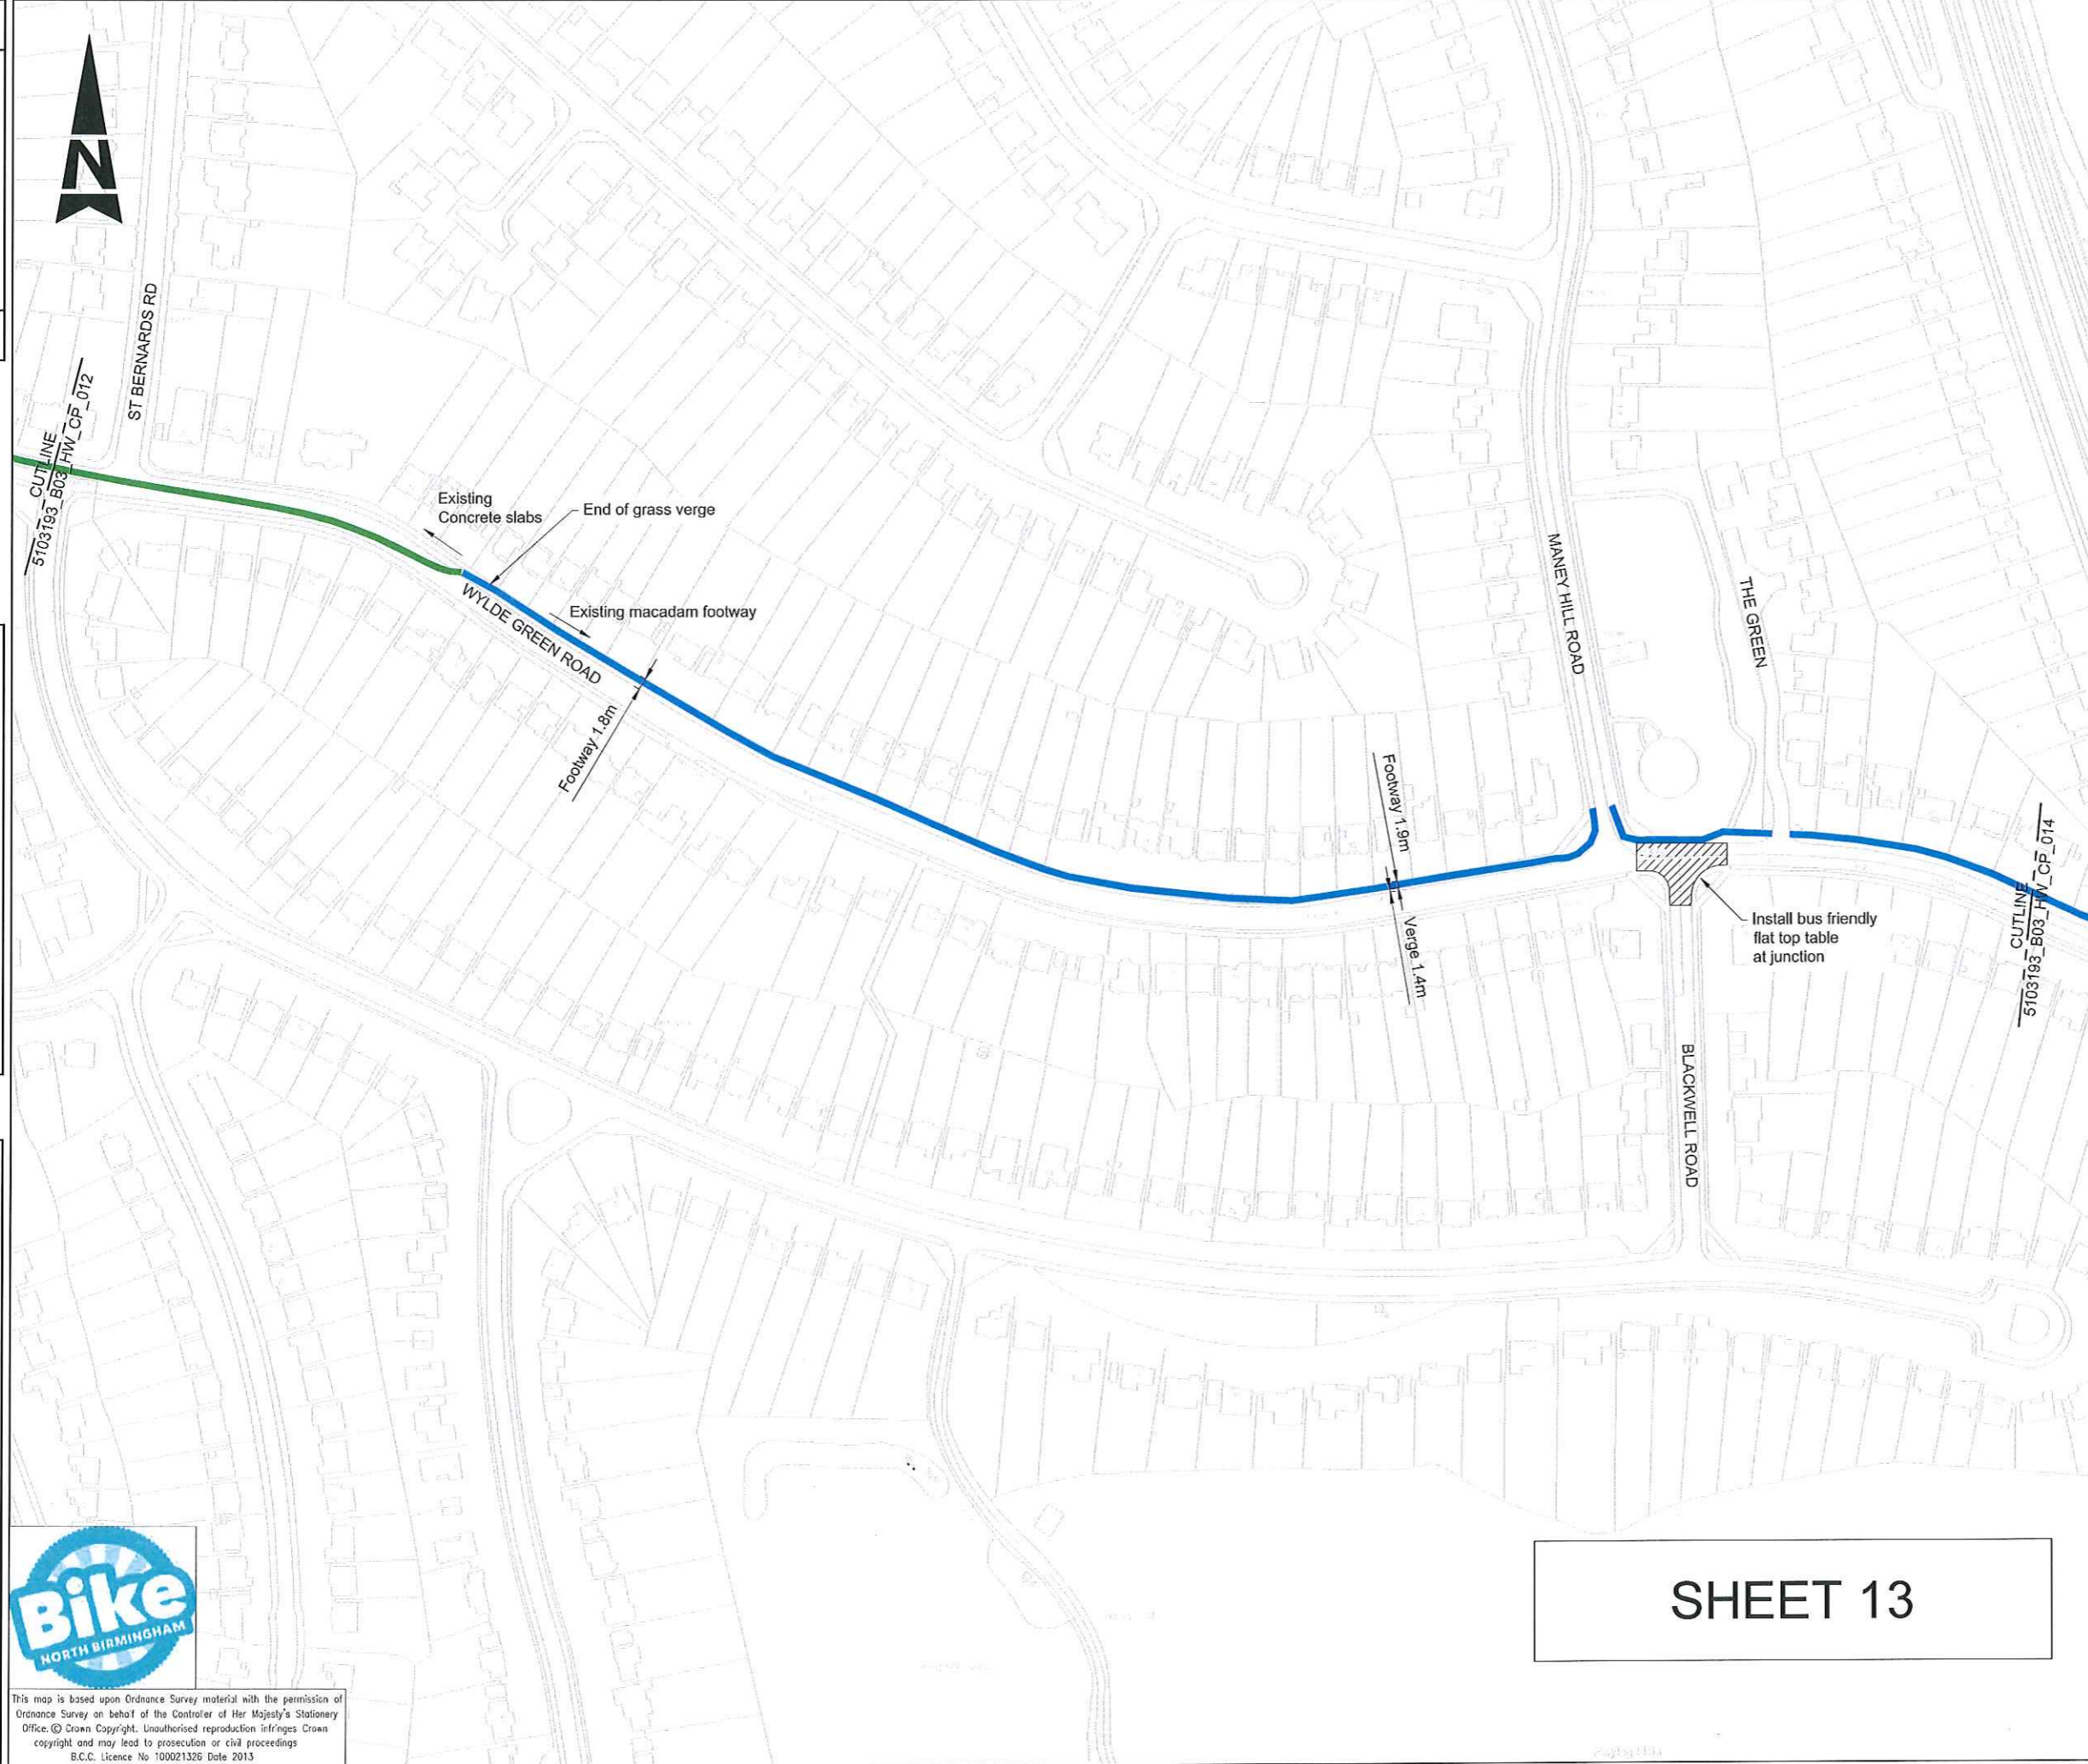 N
ST BERNARDS RD
CUTLINE
5103193_B03_HW_CP_012
Existing
Concrete slabs
End of grass verge
Existing macadam footway
WYLDE GREEN ROAD
Footway 1.8m
MANEY HILL ROAD
THE GREEN
Footway 1.9m
Verge 1.4m
Install bus friendly
flat top table
at junction
CUTLINE
5103193_B03_HW_CP_014
BLACKWELL ROAD
SHEET 13
Bike
NORTH BIRMINGHAM
This map is based upon Ordnance Survey material with the permission of
Ordnance Survey on behalf of the Controller of Her Majesty's Stationery
Office. © Crown Copyright. Unauthorised reproduction infringes Crown
copyright and may lead to prosecution or civil proceedings
B.C.C. Licence No 100021326 Date 2013